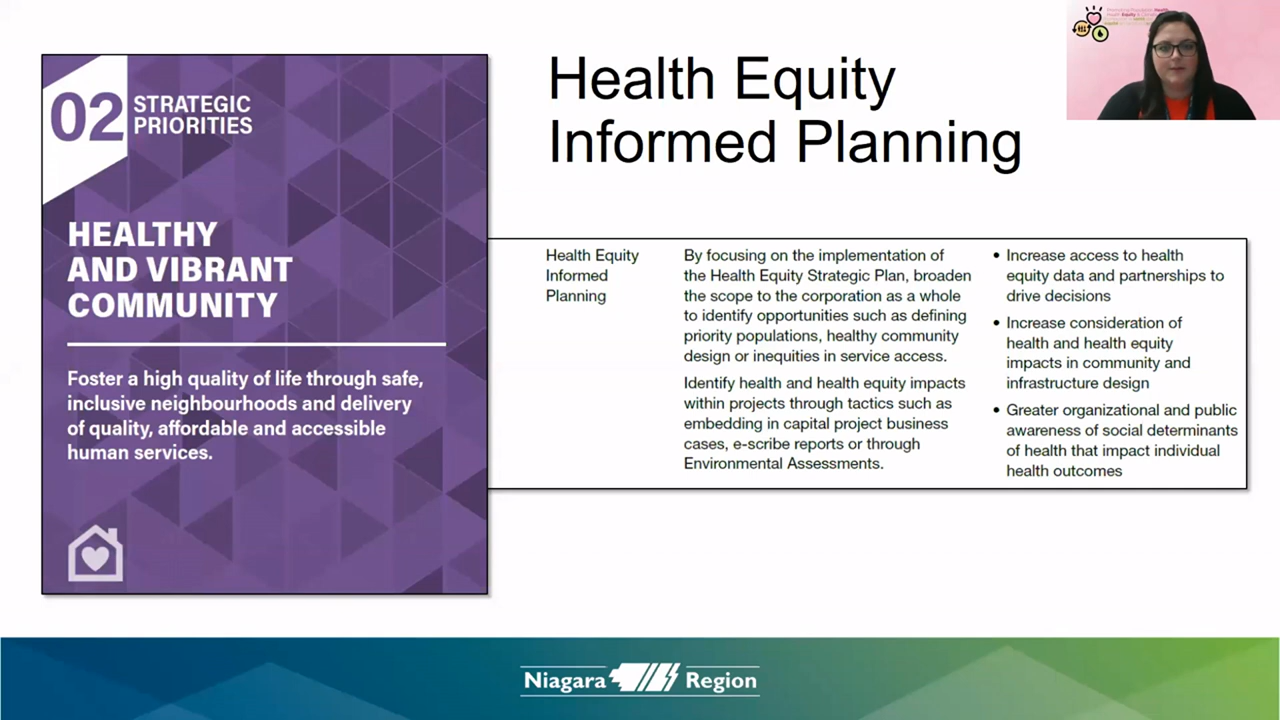 02 STRATEGIC
PRIORITIES
HEALTHY
AND VIBRANT
COMMUNITY
Foster a high quality of life through safe,
inclusive neighbourhoods and delivery
of quality, affordable and accessible
human services.
Health Equity
Informed Planning
Health Equity
Informed
Planning
By focusing on the implementation of
the Health Equity Strategic Plan, broaden
the scope to the corporation as a whole
to identify opportunities such as defining
priority populations, healthy community
design or inequities in service access.
Identify health and health equity impacts
within projects through tactics such as
embedding in capital project business
cases, e-scribe reports or through
Environmental Assessments.
• Increase access to health
equity data and partnerships to
drive decisions
• Increase consideration of
health and health equity
impacts in community and
infrastructure design
• Greater organizational and public
awareness of social determinants
of health that impact individual
health outcomes
Niagara Region